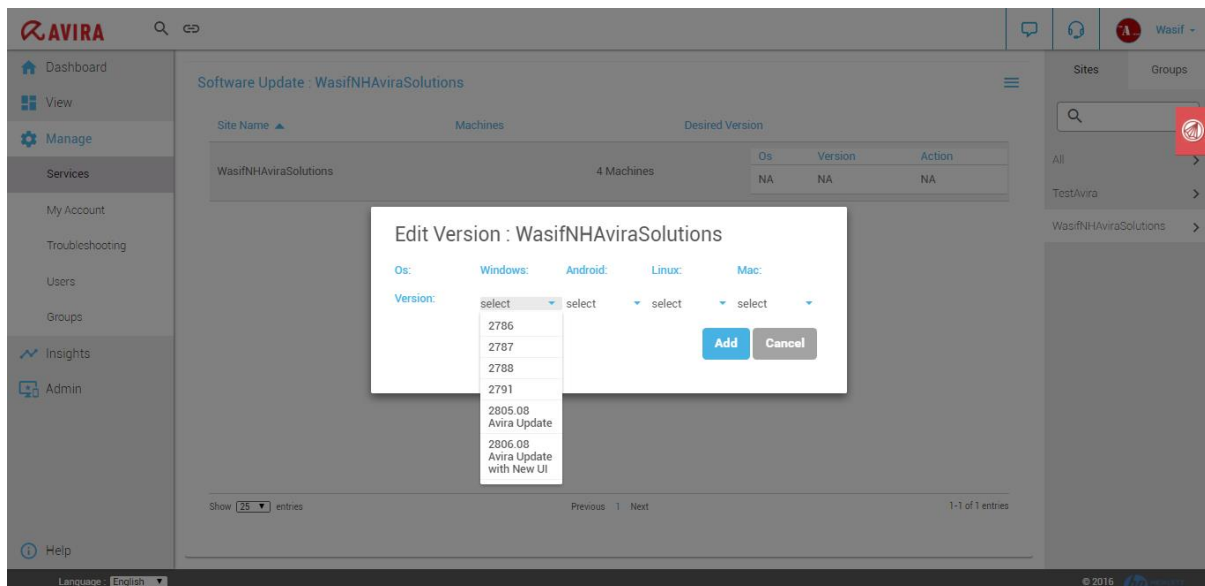 AVIRA
Wasif
Dashboard
View
Manage
Services
My Account
Troubleshooting
Users
Groups
Insights
Admin
Help
Language : English
Software Update : WasifNHAviraSolutions
Site Name Machines Desired Version
WasifNHAviraSolutions 4 Machines
Os Version Action
NA NA NA
Edit Version : WasifNHAviraSolutions
Os: Windows: Android: Linux: Mac:
Version: select select select select
2786
2787
2788
2791
2805.08
Avira Update
2806.08
Avira Update
with New UI
Add Cancel
Show 25 entries Previous 1 Next 1-1 of 1 entries
Sites Groups
All
TestAvira
WasifNHAviraSolutions
© 2016